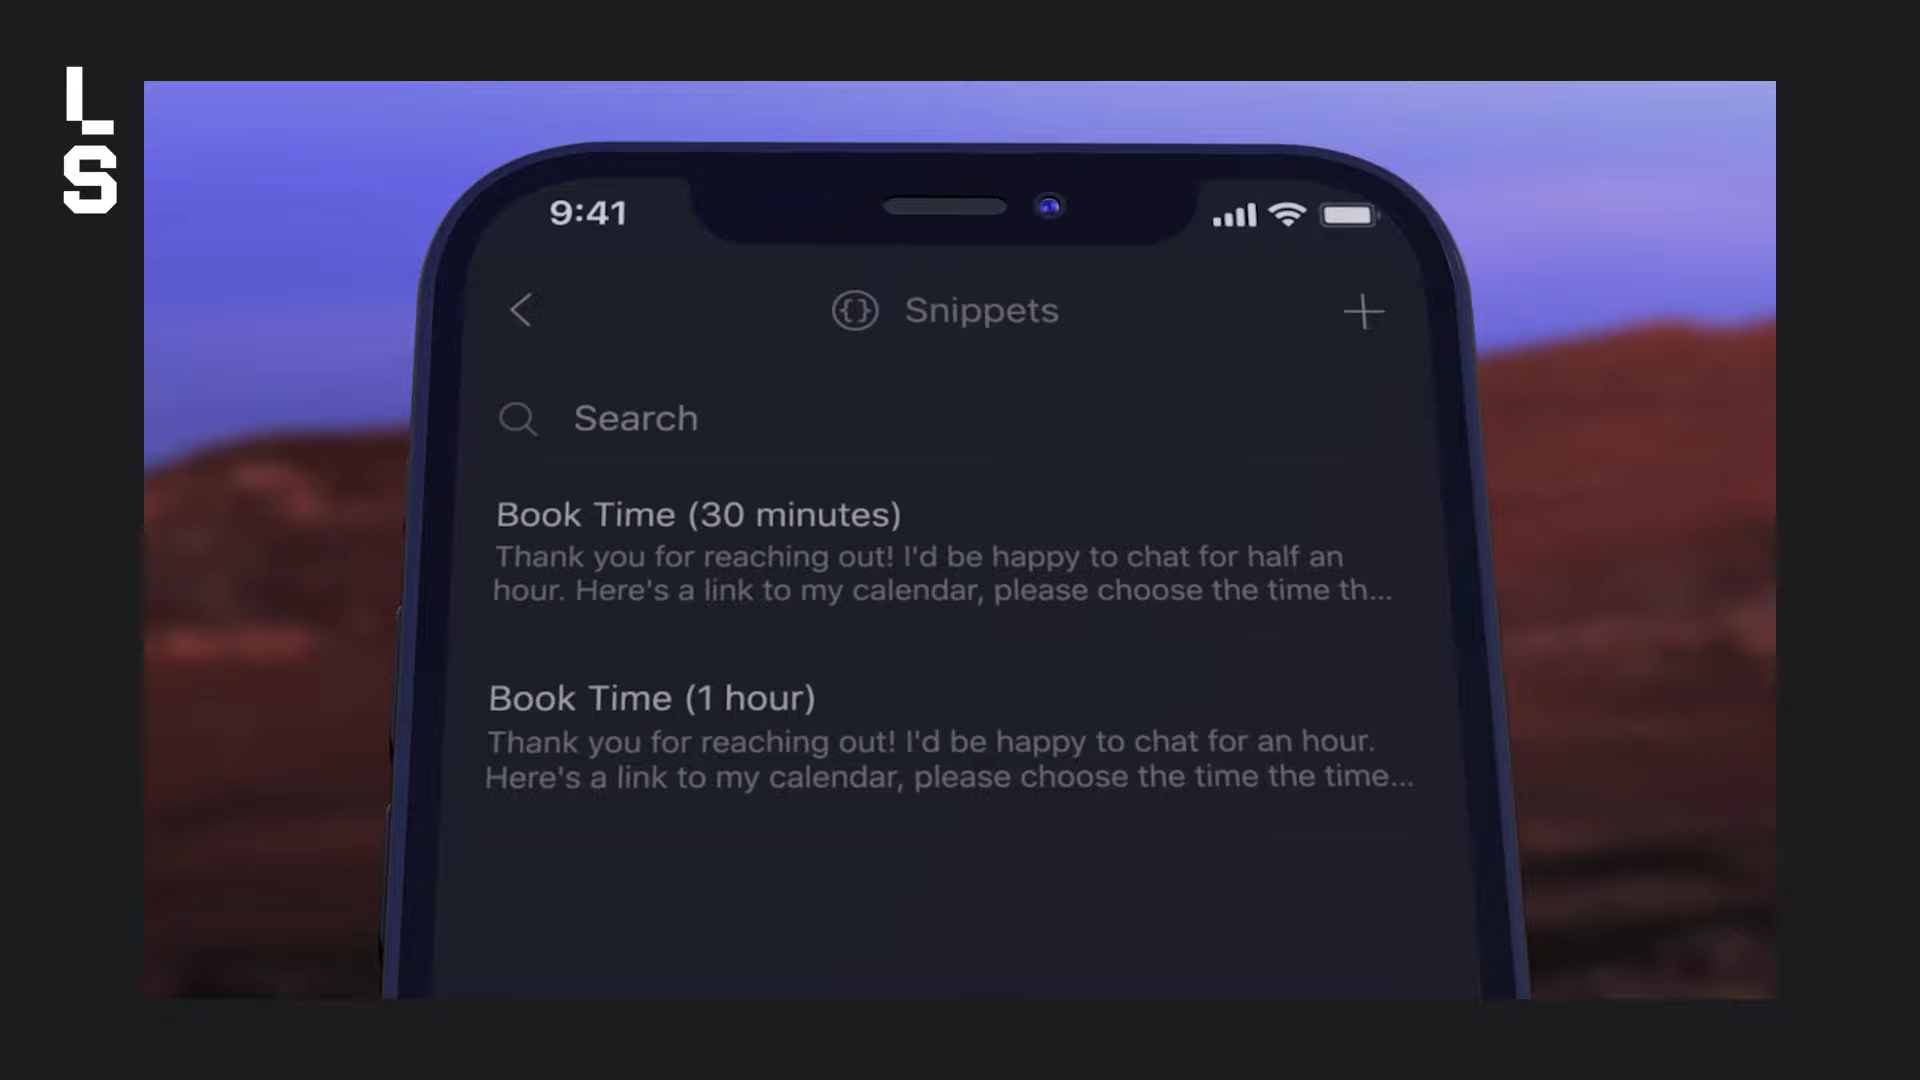 LS
9:41
Snippets
Search
Book Time (30 minutes)
Thank you for reaching out! I'd be happy to chat for half an
hour. Here's a link to my calendar, please choose the time th...
Book Time (1 hour)
Thank you for reaching out! I'd be happy to chat for an hour.
Here's a link to my calendar, please choose the time the time...